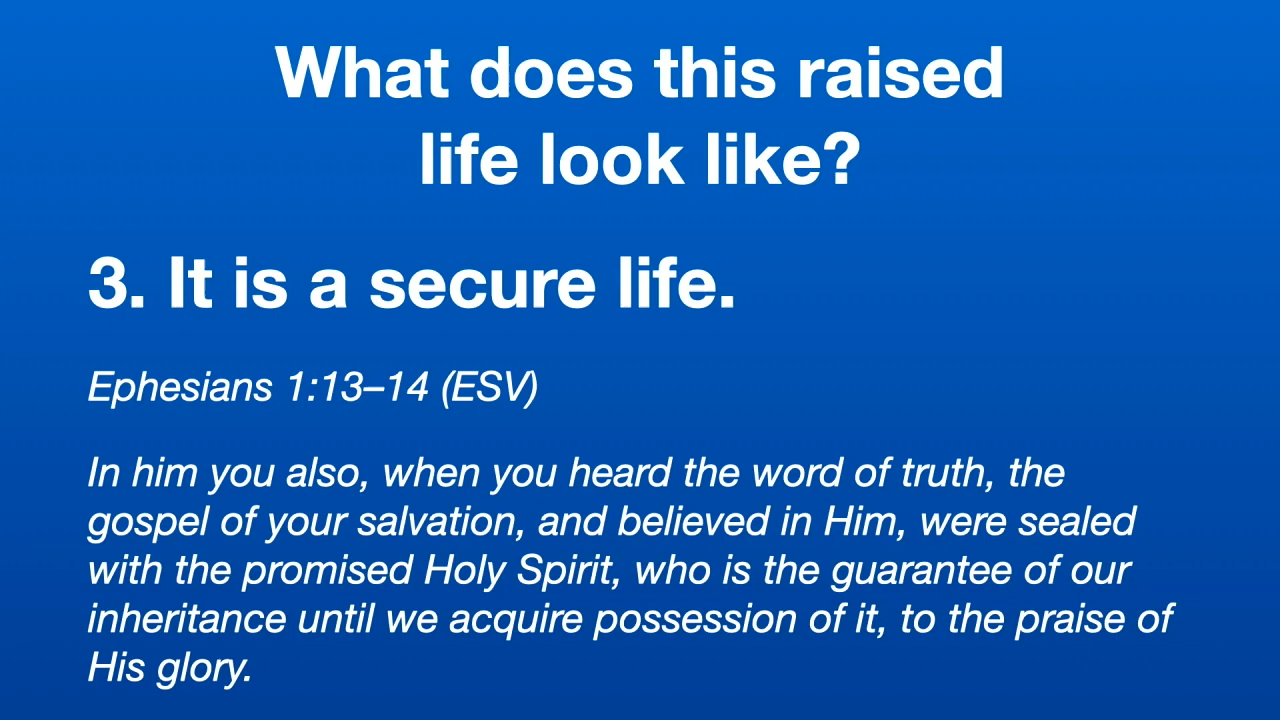 What does this raised
life look like?
3. It is a secure life.
Ephesians 1:13–14 (ESV)
In him you also, when you heard the word of truth, the
gospel of your salvation, and believed in Him, were sealed
with the promised Holy Spirit, who is the guarantee of our
inheritance until we acquire possession of it, to the praise of
His glory.